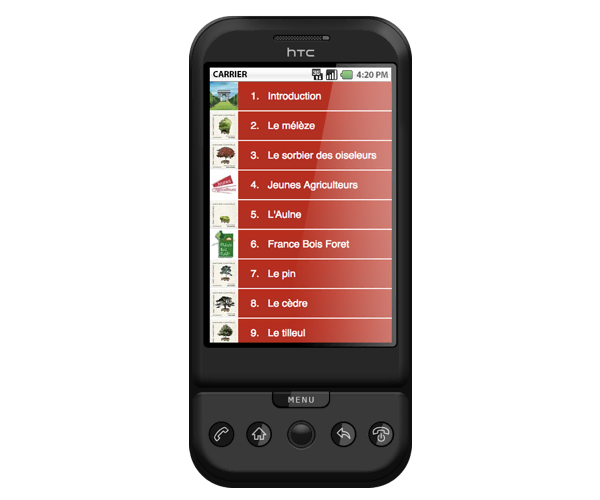 hTC
CARRIER 3G 4:20 PM
1. Introduction
2. Le mélèze
3. Le sorbier des oiseleurs
4. Jeunes Agriculteurs
5. L'Aulne
6. France Bois Foret
7. Le pin
8. Le cèdre
9. Le tilleul
MENU